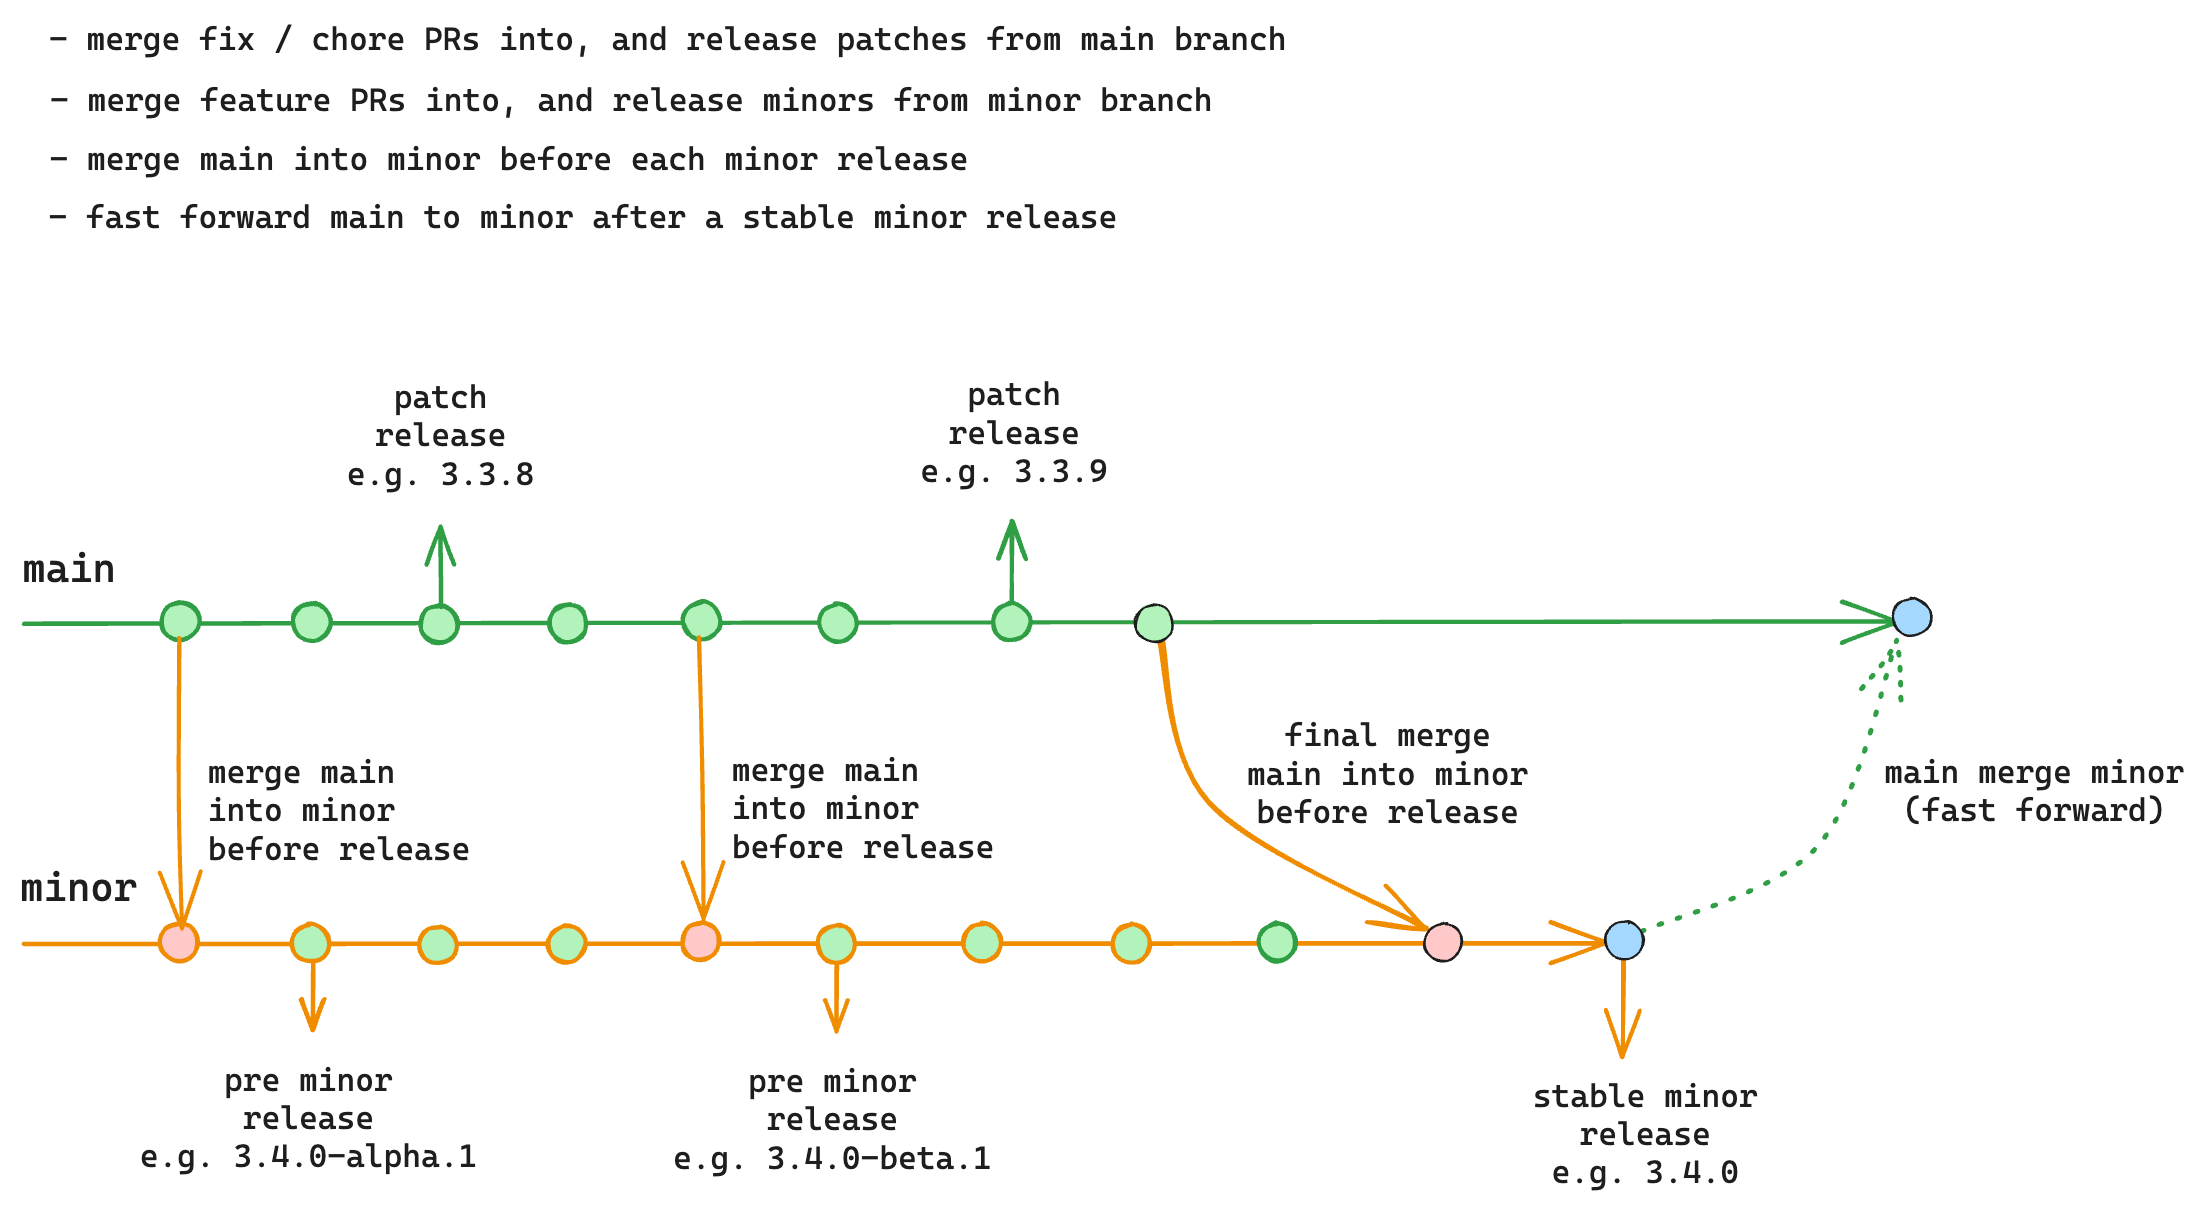 - merge fix / chore PRs into, and release patches from main branch
- merge feature PRs into, and release minors from minor branch
- merge main into minor before each minor release
- fast forward main to minor after a stable minor release
patch
release
e.g. 3.3.8
patch
release
e.g. 3.3.9
main
merge main
into minor
before release
merge main
into minor
before release
final merge
main into minor
before release
main merge minor
(fast forward)
minor
pre minor
release
e.g. 3.4.0-alpha.1
pre minor
release
e.g. 3.4.0-beta.1
stable minor
release
e.g. 3.4.0